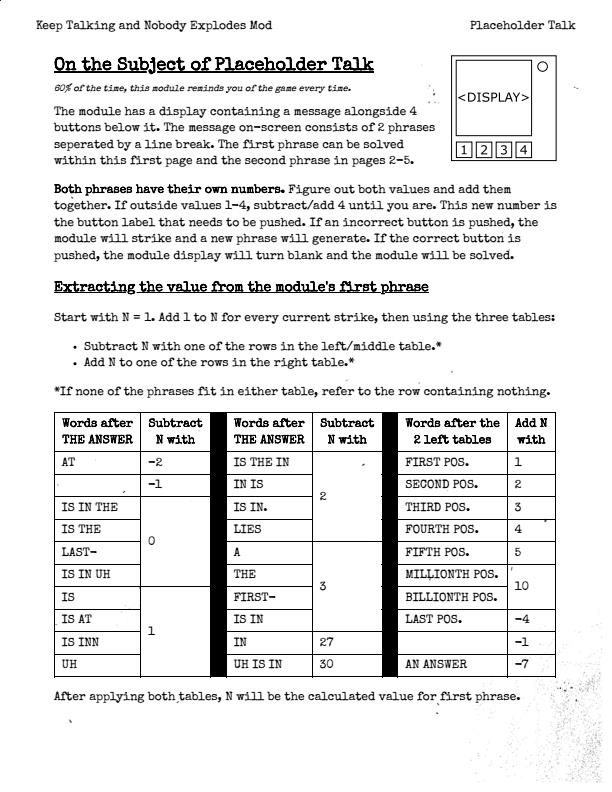 Keep Talking and Nobody Explodes Mod
Placeholder Talk
On the Subject of Placeholder Talk
60% of the time, this module reminds you of the game every time.
The module has a display containing a message alongside 4
buttons below it. The message on-screen consists of 2 phrases
seperated by a line break. The first phrase can be solved
within this first page and the second phrase in pages 2-5.
<DISPLAY>
1 2 3 4
Both phrases have their own numbers. Figure out both values and add them
together. If outside values 1-4, subtract/add 4 until you are. This new number is
the button label that needs to be pushed. If an incorrect button is pushed, the
module will strike and a new phrase will generate. If the correct button is
pushed, the module display will turn blank and the module will be solved.
Extracting the value from the module's first phrase
Start with N = 1. Add 1 to N for every current strike, then using the three tables:
• Subtract N with one of the rows in the left/middle table.*
• Add N to one of the rows in the right table.*
*If none of the phrases fit in either table, refer to the row containing nothing.
Words after THE ANSWER | Subtract N with
AT | -2
-1
IS IN THE | 0
IS THE
LAST-
IS IN UH
IS | 1
IS AT
IS INN
UH
Words after THE ANSWER | Subtract N with
IS THE IN | 2
IN IS
IS IN.
LIES
A | 3
THE
FIRST-
IS IN
IN | 27
UH IS IN | 30
Words after the 2 left tables | Add N with
FIRST POS. | 1
SECOND POS. | 2
THIRD POS. | 3
FOURTH POS. | 4
FIFTH POS. | 5
MILLIONTH POS. | 10
BILLIONTH POS.
LAST POS. | -4
-1
AN ANSWER | -7
After applying both tables, N will be the calculated value for first phrase.